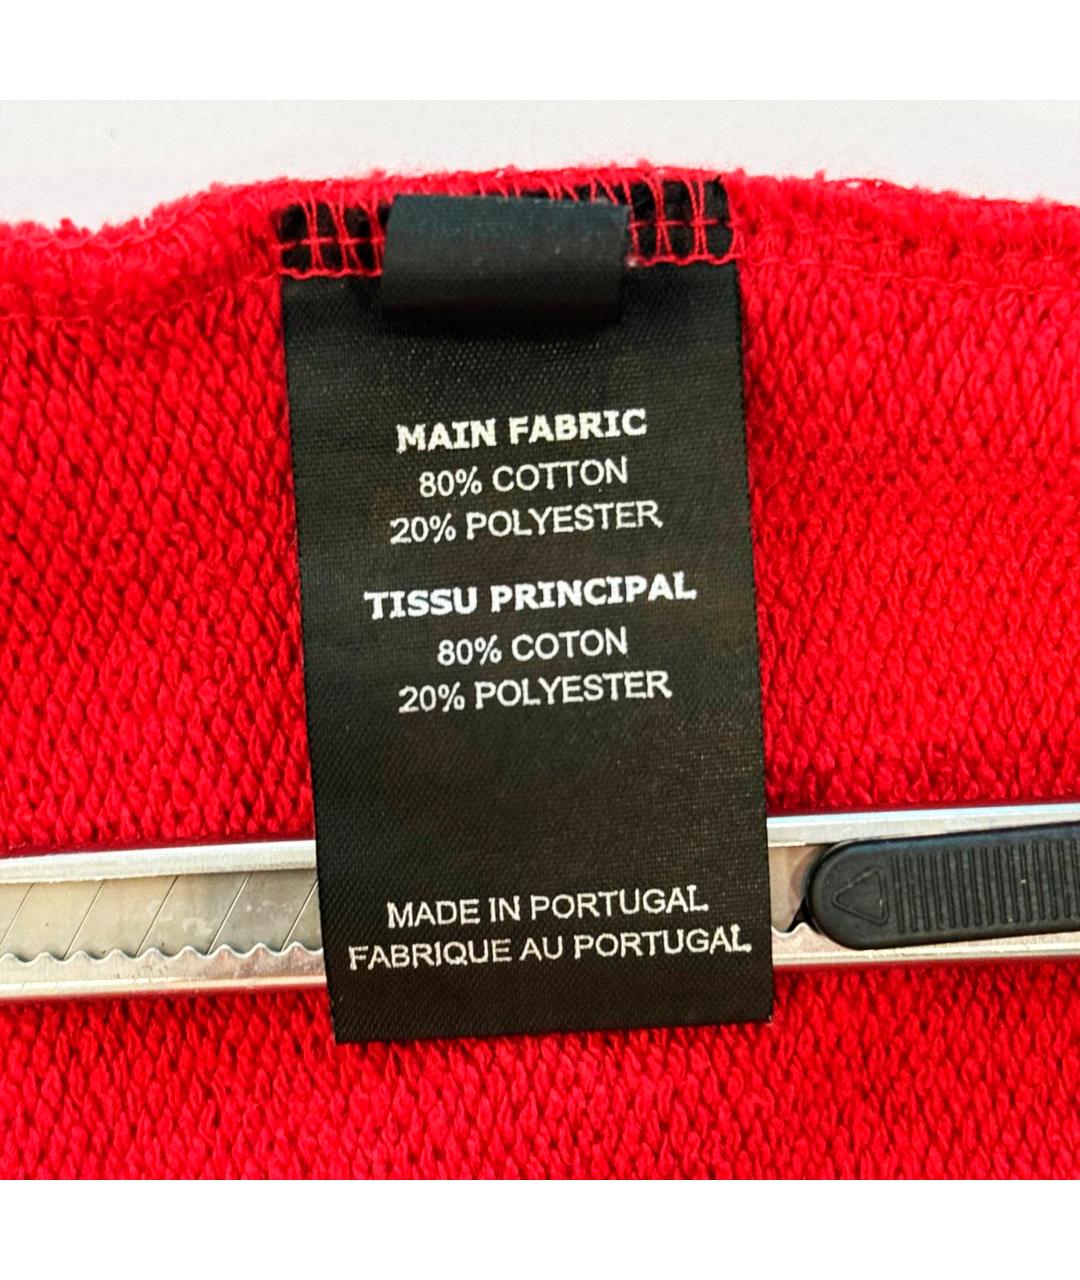 MAIN FABRIC
80% COTTON
20% POLYESTER
TISSU PRINCIPAL
80% COTON
20% POLYESTER
MADE IN PORTUGAL
FABRIQUE AU PORTUGAL